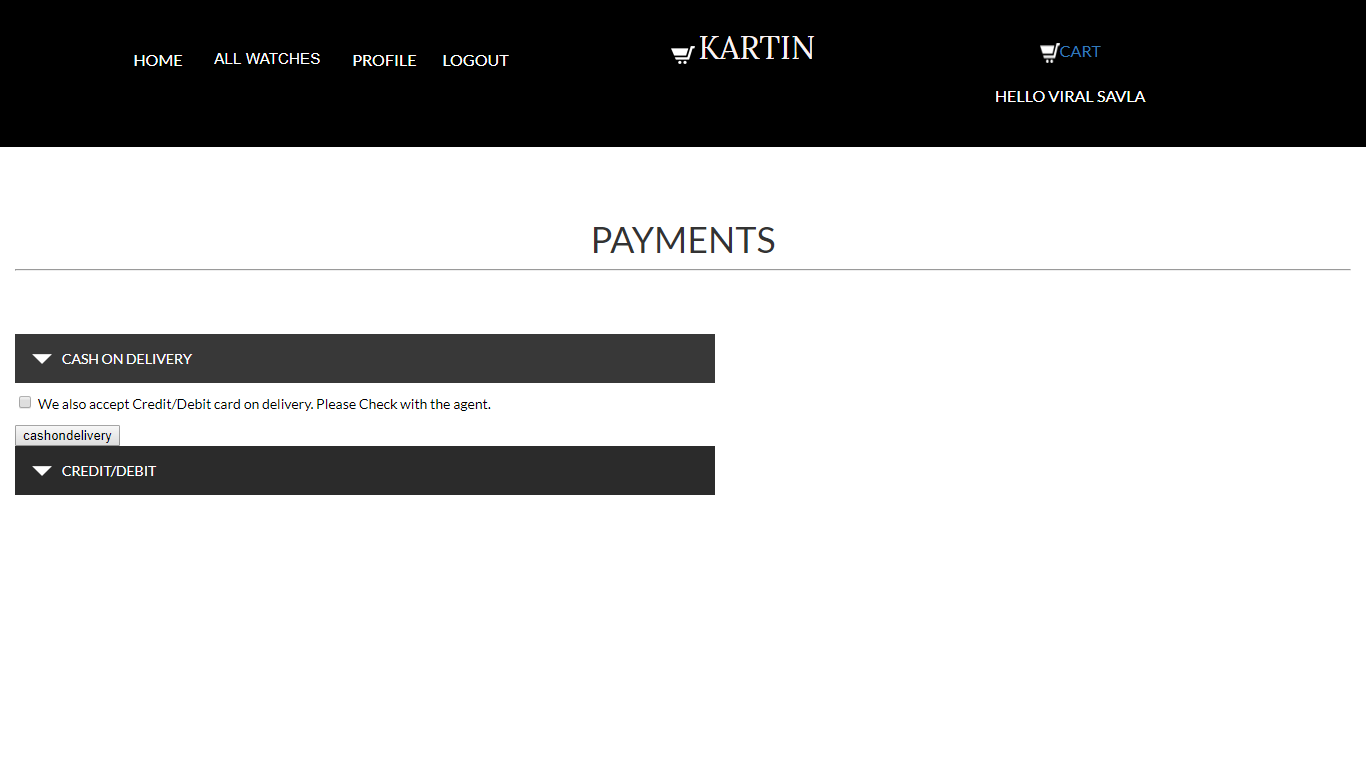 HOME ALL WATCHES PROFILE LOGOUT KARTIN CART
HELLO VIRAL SAVLA
PAYMENTS
CASH ON DELIVERY
We also accept Credit/Debit card on delivery. Please Check with the agent.
cashondelivery
CREDIT/DEBIT